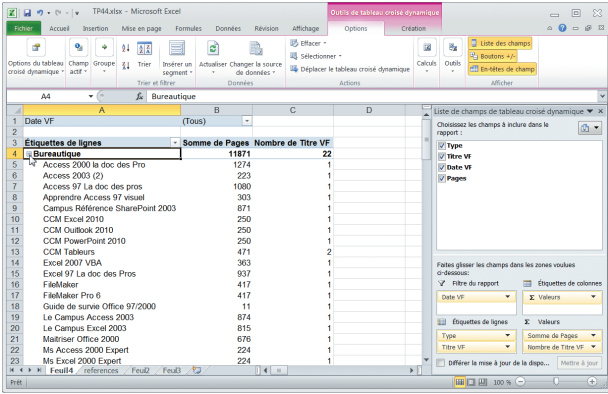 TP44.xlsx - Microsoft Excel
Outils de tableau croisé dynamique
Fichier Accueil Insertion Mise en page Formules Données Révision Affichage Options Création
Options du tableau croisé dynamique
Champ actif
Groupe
Trier
Insérer un segment
Trier et filtrer
Actualiser
Changer la source de données
Données
Effacer
Sélectionner
Déplacer le tableau croisé dynamique
Actions
Calculs
Outils
Liste des champs
Boutons +/-
En-têtes de champ
Afficher
A4 fx Bureautique
A B C D
1 Date VF (Tous)
2
3 Étiquettes de lignes Somme de Pages Nombre de Titre VF
4 Bureautique 11871 22
5 Access 2000 la doc des Pro 1274 1
6 Access 2003 (2) 223 1
7 Access 97 La doc des pros 1080 1
8 Apprendre Access 97 visuel 303 1
9 Campus Référence SharePoint 2003 871 1
10 CCM Excel 2010 250 1
11 CCM Outllook 2010 250 1
12 CCM PowerPoint 2010 250 1
13 CCM Tableurs 471 2
14 Excel 2007 VBA 363 1
15 Excel 97 La doc des Pros 937 1
16 FileMaker 417 1
17 FileMaker Pro 6 417 1
18 Guide de survie Office 97/2000 11 1
19 Le Campus Access 2003 874 1
20 Le Campus Excel 2003 815 1
21 Maitriser Office 2000 676 1
22 Ms Access 2000 Expert 224 1
23 Ms Excel 2000 Expert 224 1
Feuil4 references Feuil2 Feuil3
Prêt 100 %
Liste de champs de tableau croisé dynamique
Choisissez les champs à inclure dans le rapport :
Type
Titre VF
Date VF
Pages
Faites glisser les champs dans les zones voulues ci-dessous:
Filtre du rapport
Étiquettes de colonnes
Date VF
Σ Valeurs
Étiquettes de lignes
Σ Valeurs
Type
Somme de Pages
Titre VF
Nombre de Titre VF
Différer la mise à jour de la dispo...
Mettre à jour